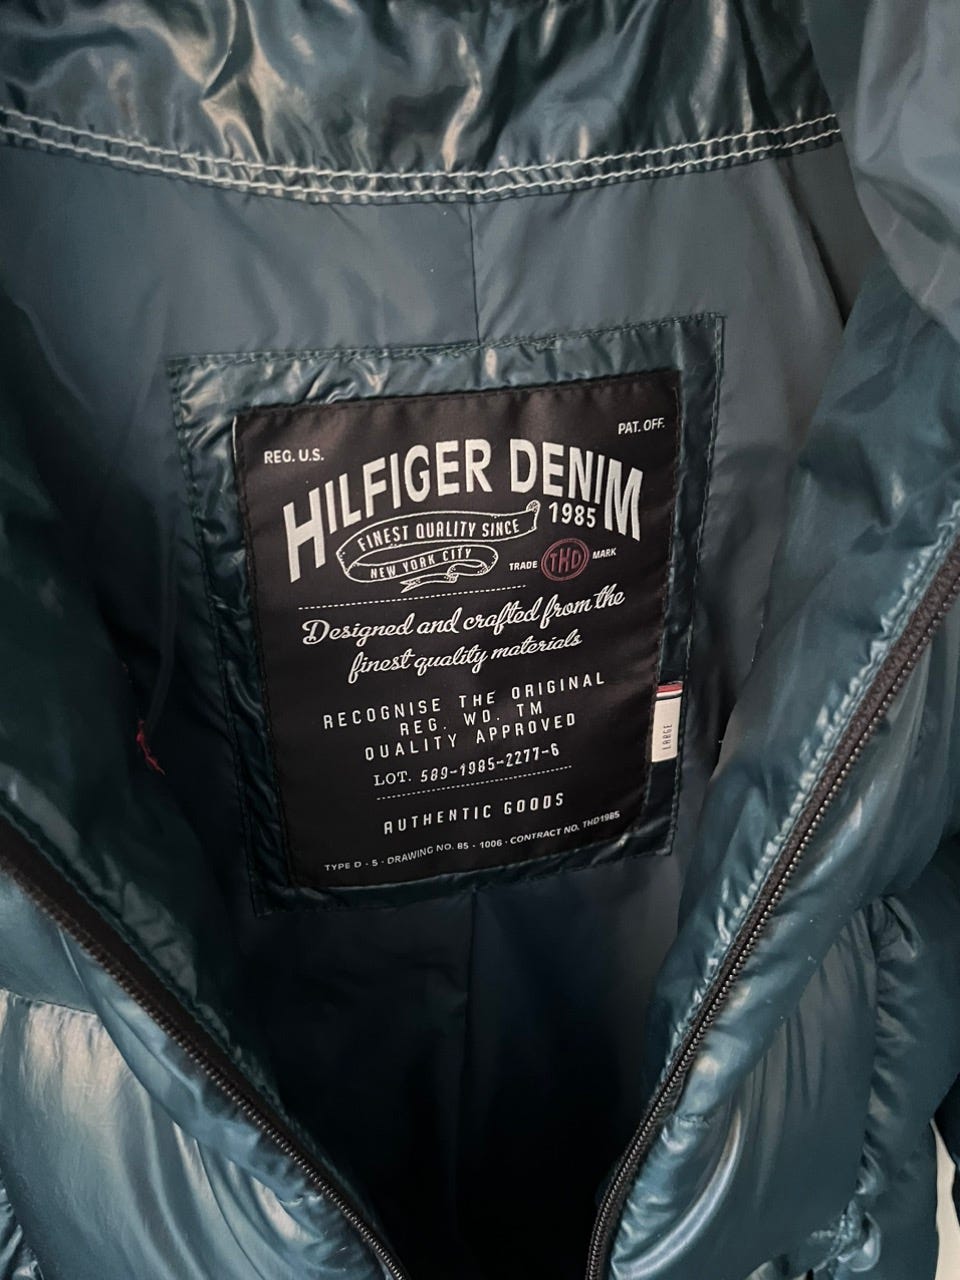 REG. U.S.
PAT. OFF.
HILFIGER DENIM
FINEST QUALITY SINCE 1985
NEW YORK CITY
TRADE THD MARK
Designed and crafted from the
finest quality materials
RECOGNISE THE ORIGINAL
REG. WD. TM
QUALITY APPROVED
LOT. 589-1985-2277-6
AUTHENTIC GOODS
TYPE D - 5 - DRAWING NO. 85 - 1006 - CONTRACT NO. THD1985
LARGE